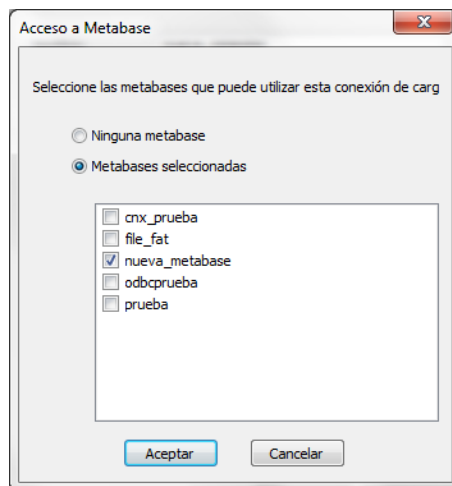 Acceso a Metabase
Seleccione las metabases que puede utilizar esta conexión de carg
Ninguna metabase
Metabases seleccionadas
cnx_prueba
file_fat
nueva_metabase
odbcprueba
prueba
Aceptar Cancelar